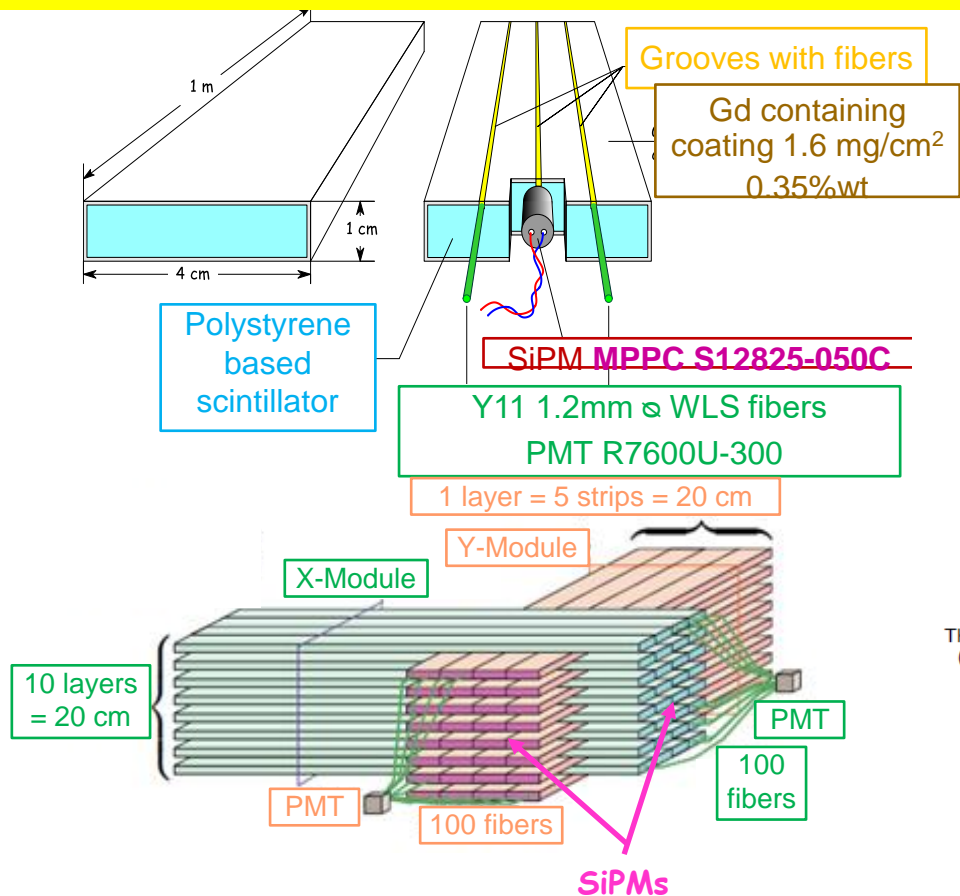 1 m
Grooves with fibers
Gd containing
coating 1.6 mg/cm²
0.35%wt
1 cm
4 cm
Polystyrene
based
scintillator
SiPM MPPC S12825-050C
Y11 1.2mm ⌀ WLS fibers
PMT R7600U-300
1 layer = 5 strips = 20 cm
Y-Module
X-Module
10 layers
= 20 cm
PMT
100
fibers
PMT
100 fibers
SiPMs